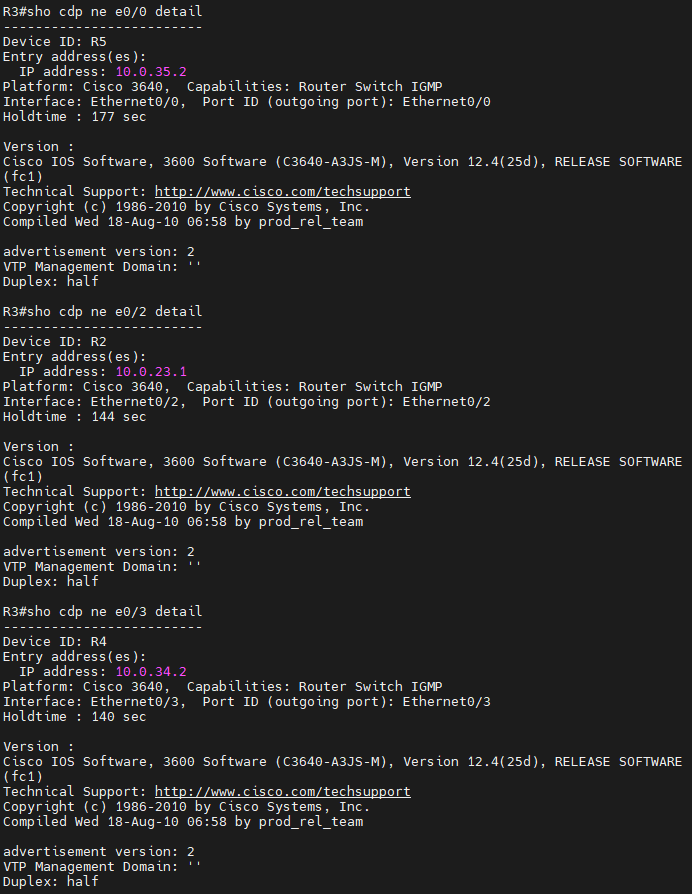 R3#sho cdp ne e0/0 detail
-------------------------
Device ID: R5
Entry address(es):
  IP address: 10.0.35.2
Platform: Cisco 3640,  Capabilities: Router Switch IGMP
Interface: Ethernet0/0,  Port ID (outgoing port): Ethernet0/0
Holdtime : 177 sec

Version :
Cisco IOS Software, 3600 Software (C3640-A3JS-M), Version 12.4(25d), RELEASE SOFTWARE
(fc1)
Technical Support: http://www.cisco.com/techsupport
Copyright (c) 1986-2010 by Cisco Systems, Inc.
Compiled Wed 18-Aug-10 06:58 by prod_rel_team

advertisement version: 2
VTP Management Domain: ''
Duplex: half

R3#sho cdp ne e0/2 detail
-------------------------
Device ID: R2
Entry address(es):
  IP address: 10.0.23.1
Platform: Cisco 3640,  Capabilities: Router Switch IGMP
Interface: Ethernet0/2,  Port ID (outgoing port): Ethernet0/2
Holdtime : 144 sec

Version :
Cisco IOS Software, 3600 Software (C3640-A3JS-M), Version 12.4(25d), RELEASE SOFTWARE
(fc1)
Technical Support: http://www.cisco.com/techsupport
Copyright (c) 1986-2010 by Cisco Systems, Inc.
Compiled Wed 18-Aug-10 06:58 by prod_rel_team

advertisement version: 2
VTP Management Domain: ''
Duplex: half

R3#sho cdp ne e0/3 detail
-------------------------
Device ID: R4
Entry address(es):
  IP address: 10.0.34.2
Platform: Cisco 3640,  Capabilities: Router Switch IGMP
Interface: Ethernet0/3,  Port ID (outgoing port): Ethernet0/3
Holdtime : 140 sec

Version :
Cisco IOS Software, 3600 Software (C3640-A3JS-M), Version 12.4(25d), RELEASE SOFTWARE
(fc1)
Technical Support: http://www.cisco.com/techsupport
Copyright (c) 1986-2010 by Cisco Systems, Inc.
Compiled Wed 18-Aug-10 06:58 by prod_rel_team

advertisement version: 2
VTP Management Domain: ''
Duplex: half